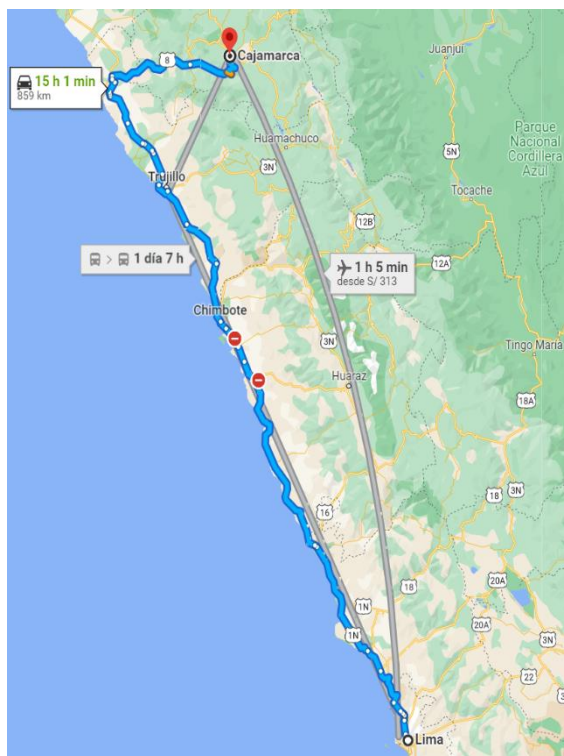 Juanjuí
8
Cajamarca
15 h 1 min
859 km
Huamachuco
3N
5N
Parque
Nacional
Cordillera
Azul
Trujillo
Tocache
12B
1 día 7 h
12A
1 h 5 min
desde S/ 313
Chimbote
3N
Tingo María
Huaraz
18A
16
18
3N
20A
18
1N
20A
1N
3N
22
3
Lima